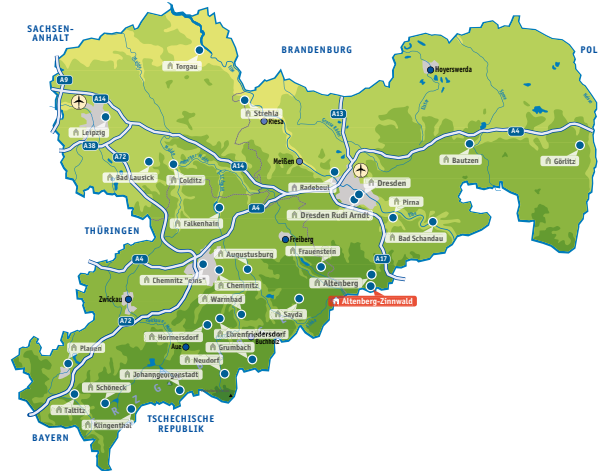 SACHSEN-
ANHALT
BRANDENBURG
POL
Torgau
A9
A14
Hoyerswerda
Strehla
Riesa
A13
Leipzig
A4
A38
A72
Bautzen
Görlitz
Meißen
Bad Lausick
Colditz
A14
Radebeul
Dresden
Pirna
Dresden Rudi Arndt
Falkenhain
A4
THÜRINGEN
Bad Schandau
Freiberg
Augustusburg
Frauenstein
A4
A17
Chemnitz "eins"
Chemnitz
Altenberg
Zwickau
Warmbad
Altenberg-Zinnwald
Sayda
A72
Hormersdorf
Ehrenfriedersdorf
Buchholz
Aue
Grumbach
Plauen
Neudorf
Johanngeorgenstadt
Schöneck
Taltitz
Klingenthal
TSCHECHISCHE
REPUBLIK
BAYERN